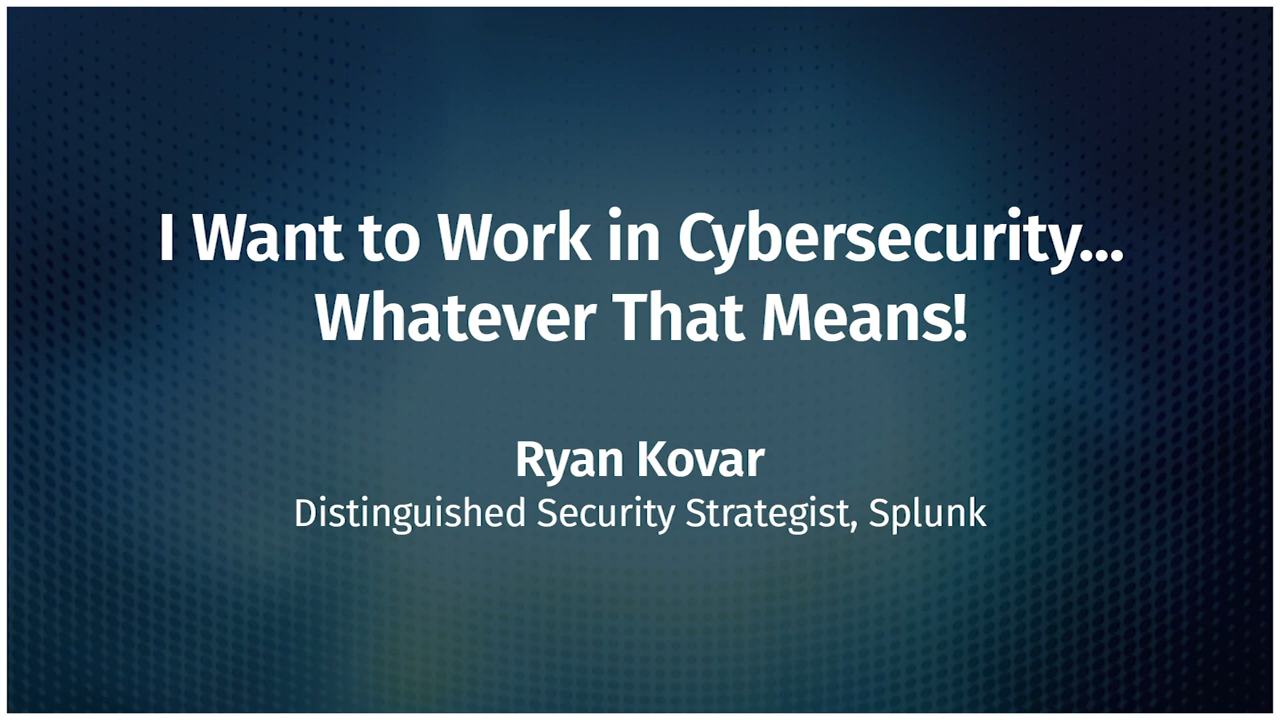 I Want to Work in Cybersecurity...
Whatever That Means!
Ryan Kovar
Distinguished Security Strategist, Splunk